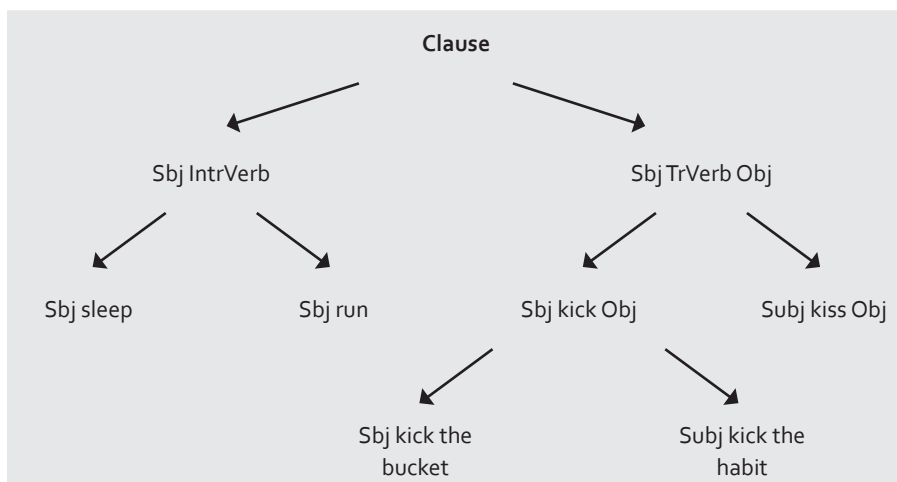 Clause
Sbj IntrVerb
Sbj TrVerb Obj
Sbj sleep
Sbj run
Sbj kick Obj
Subj kiss Obj
Sbj kick the
bucket
Subj kick the
habit